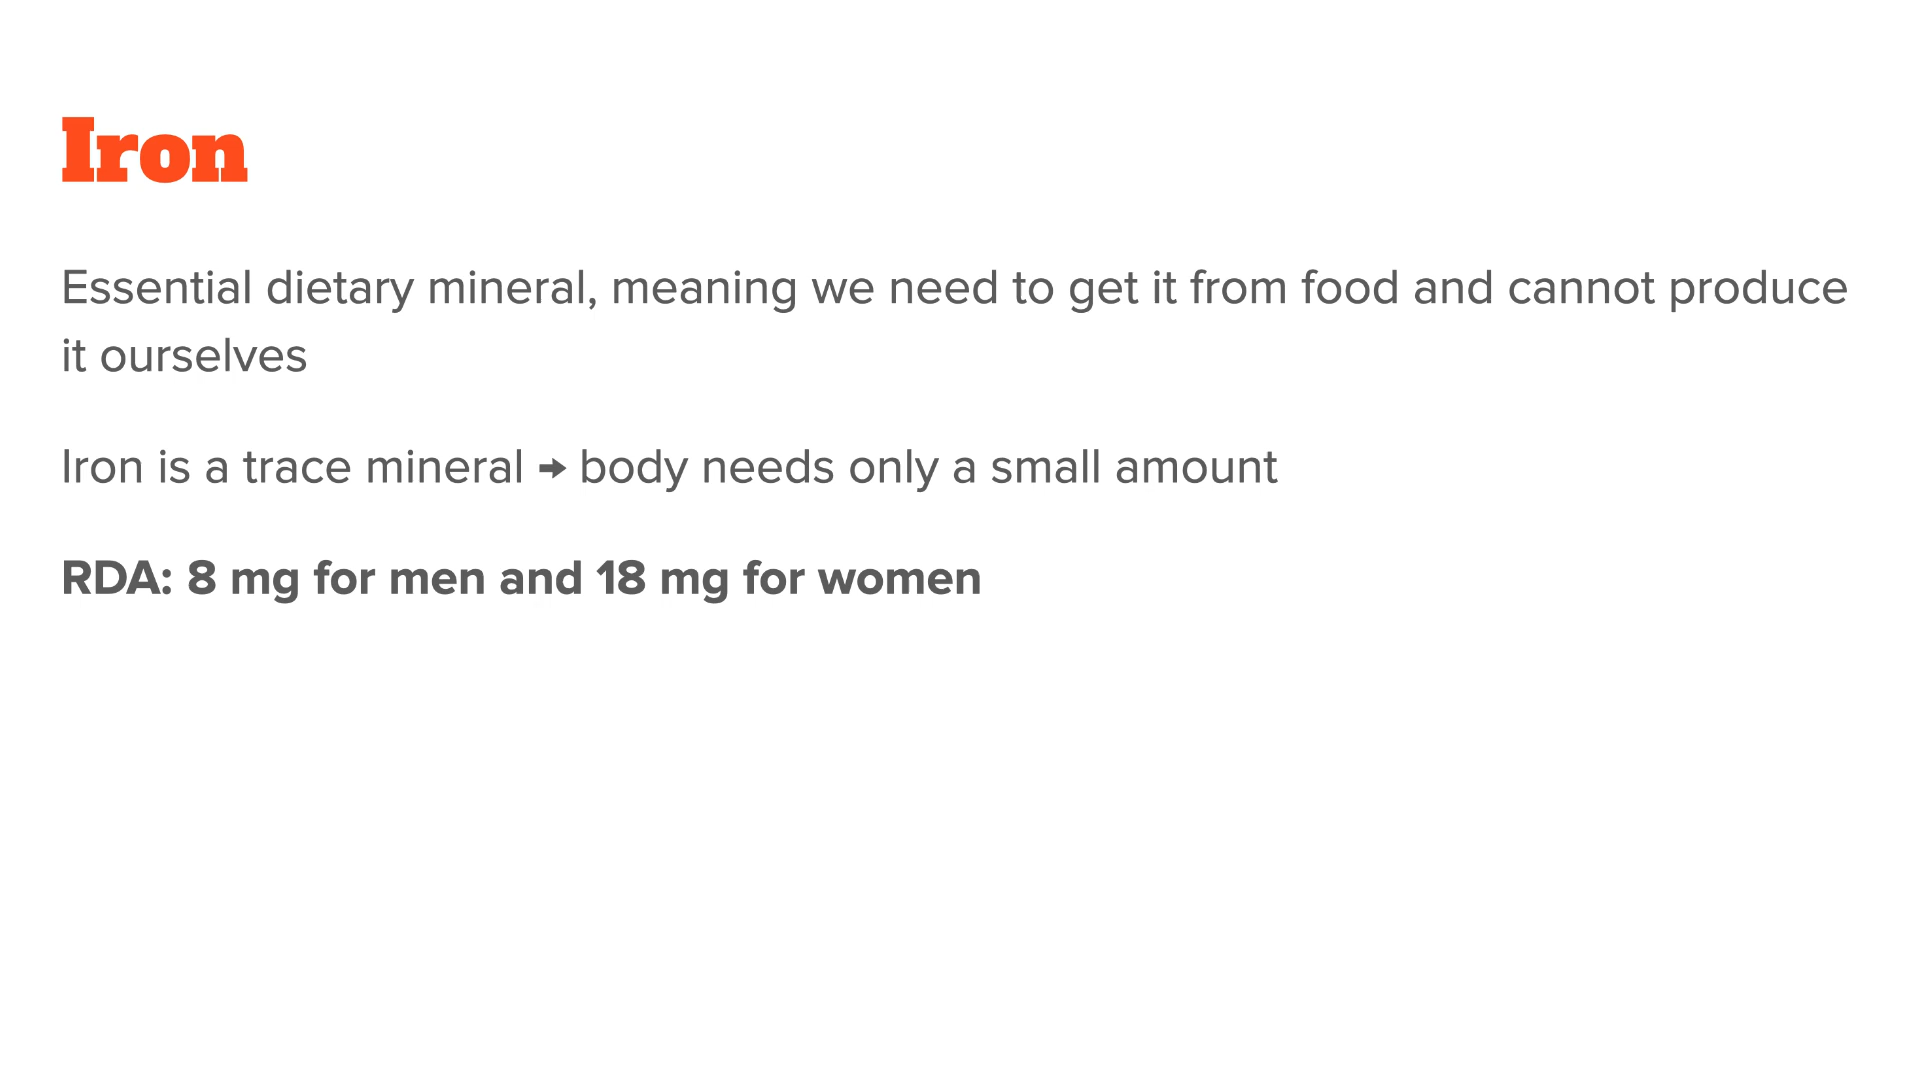 Iron
Essential dietary mineral, meaning we need to get it from food and cannot produce
it ourselves
Iron is a trace mineral → body needs only a small amount
RDA: 8 mg for men and 18 mg for women